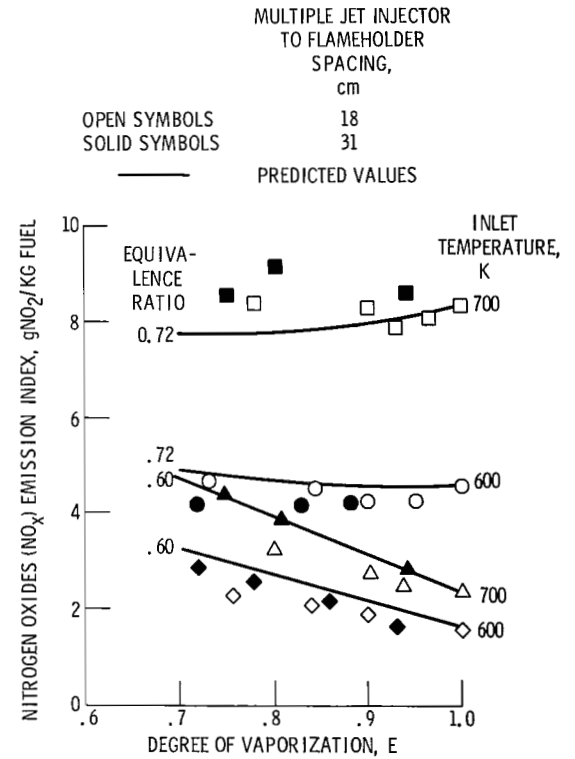 MULTIPLE JET INJECTOR
TO FLAMEHOLDER
SPACING,
cm
OPEN SYMBOLS 18
SOLID SYMBOLS 31
PREDICTED VALUES
NITROGEN OXIDES (NOx) EMISSION INDEX, gNO2/KG FUEL
10
8
6
4
2
0
EQUIVA-
LENCE
RATIO
0.72
.72
.60
.60
INLET
TEMPERATURE,
K
700
600
700
600
.6 .7 .8 .9 1.0
DEGREE OF VAPORIZATION, E